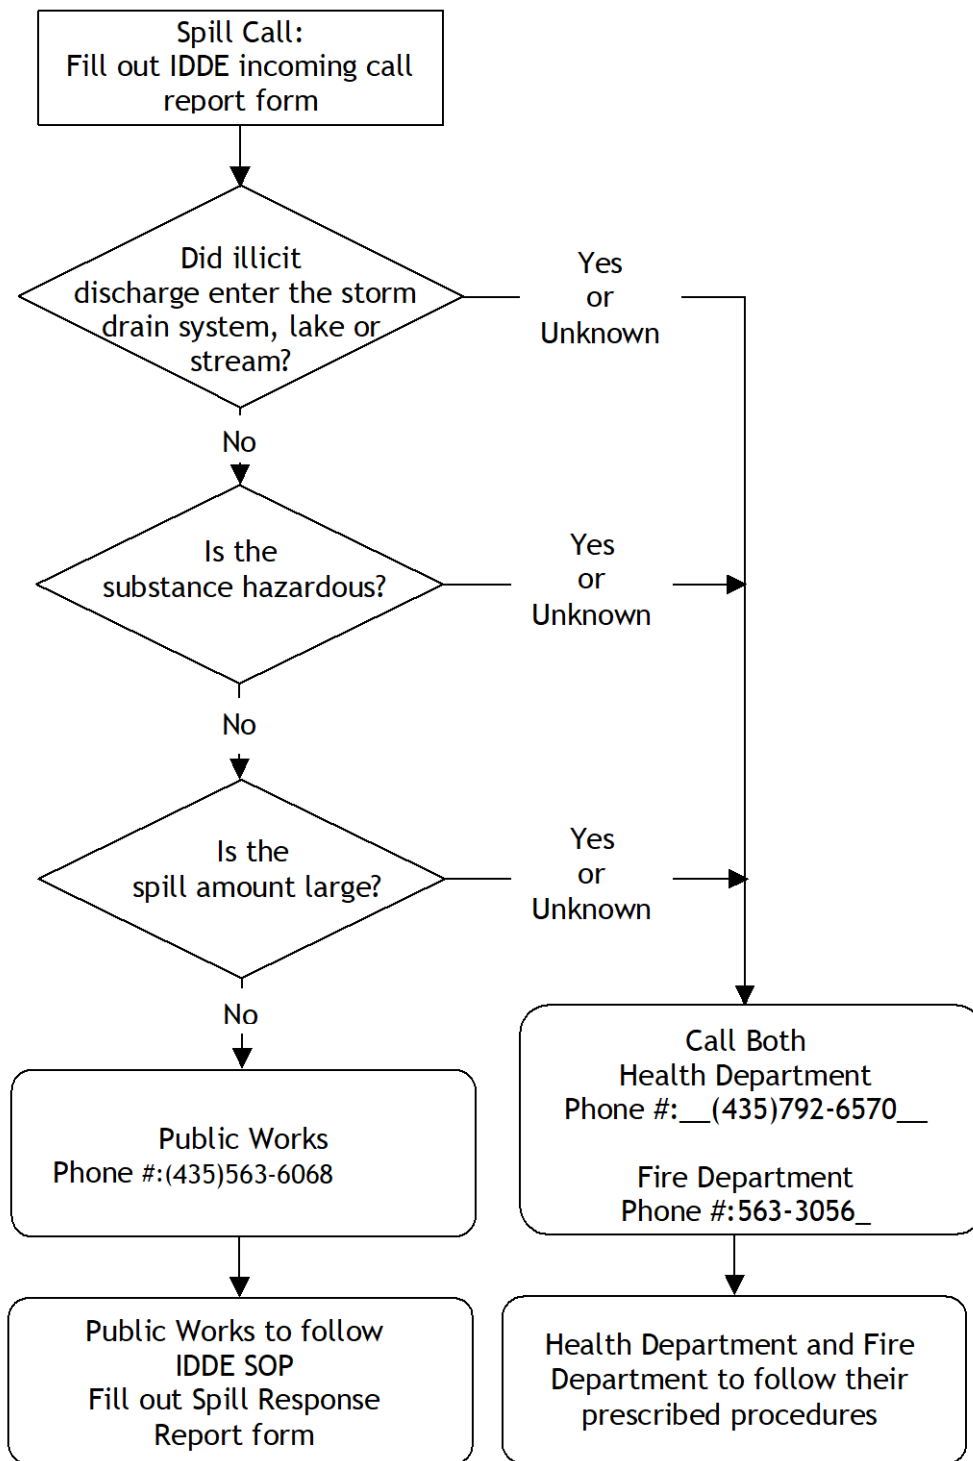 Spill Call:
Fill out IDDE incoming call
report form
Did illicit
discharge enter the storm
drain system, lake or
stream?
Yes
or
Unknown
No
Is the
substance hazardous?
Yes
or
Unknown
No
Is the
spill amount large?
Yes
or
Unknown
No
Call Both
Health Department
Phone #:__(435)792-6570__
Fire Department
Phone #:563-3056_
Public Works
Phone #:(435)563-6068
Public Works to follow
IDDE SOP
Fill out Spill Response
Report form
Health Department and Fire
Department to follow their
prescribed procedures